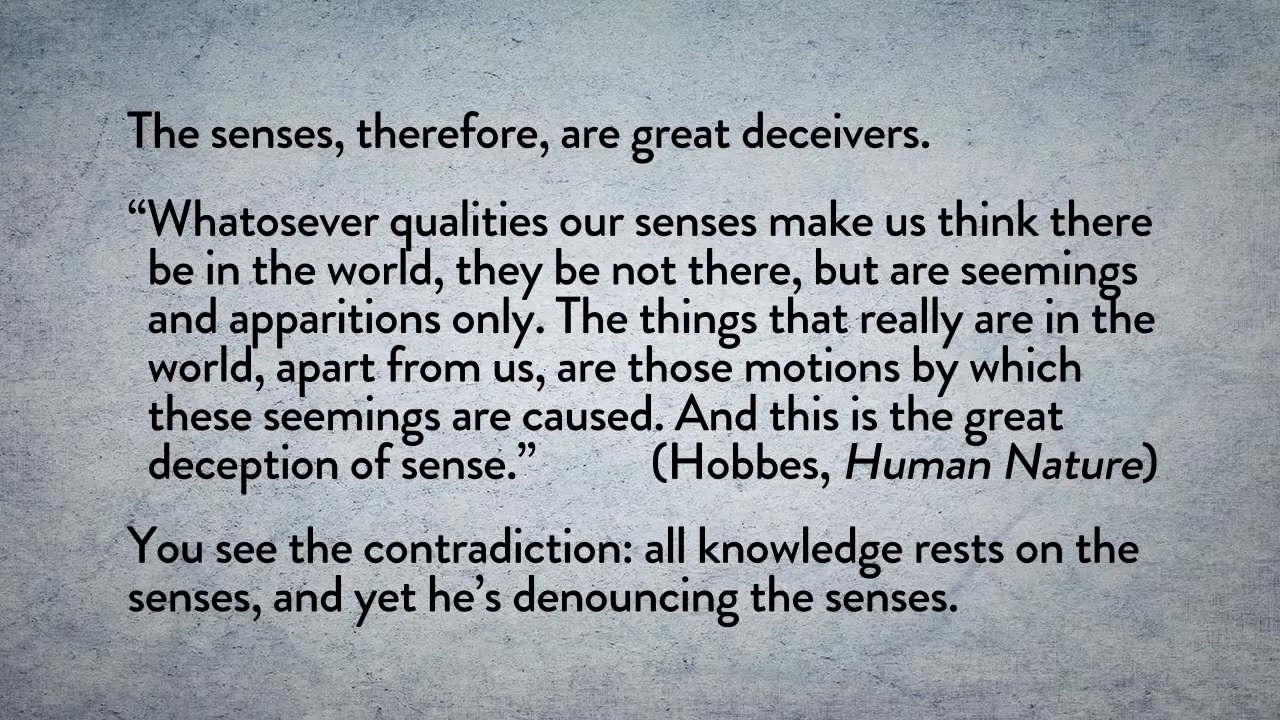 The senses, therefore, are great deceivers.
“Whatosever qualities our senses make us think there
be in the world, they be not there, but are seemings
and apparitions only. The things that really are in the
world, apart from us, are those motions by which
these seemings are caused. And this is the great
deception of sense.” (Hobbes, Human Nature)
You see the contradiction: all knowledge rests on the
senses, and yet he’s denouncing the senses.